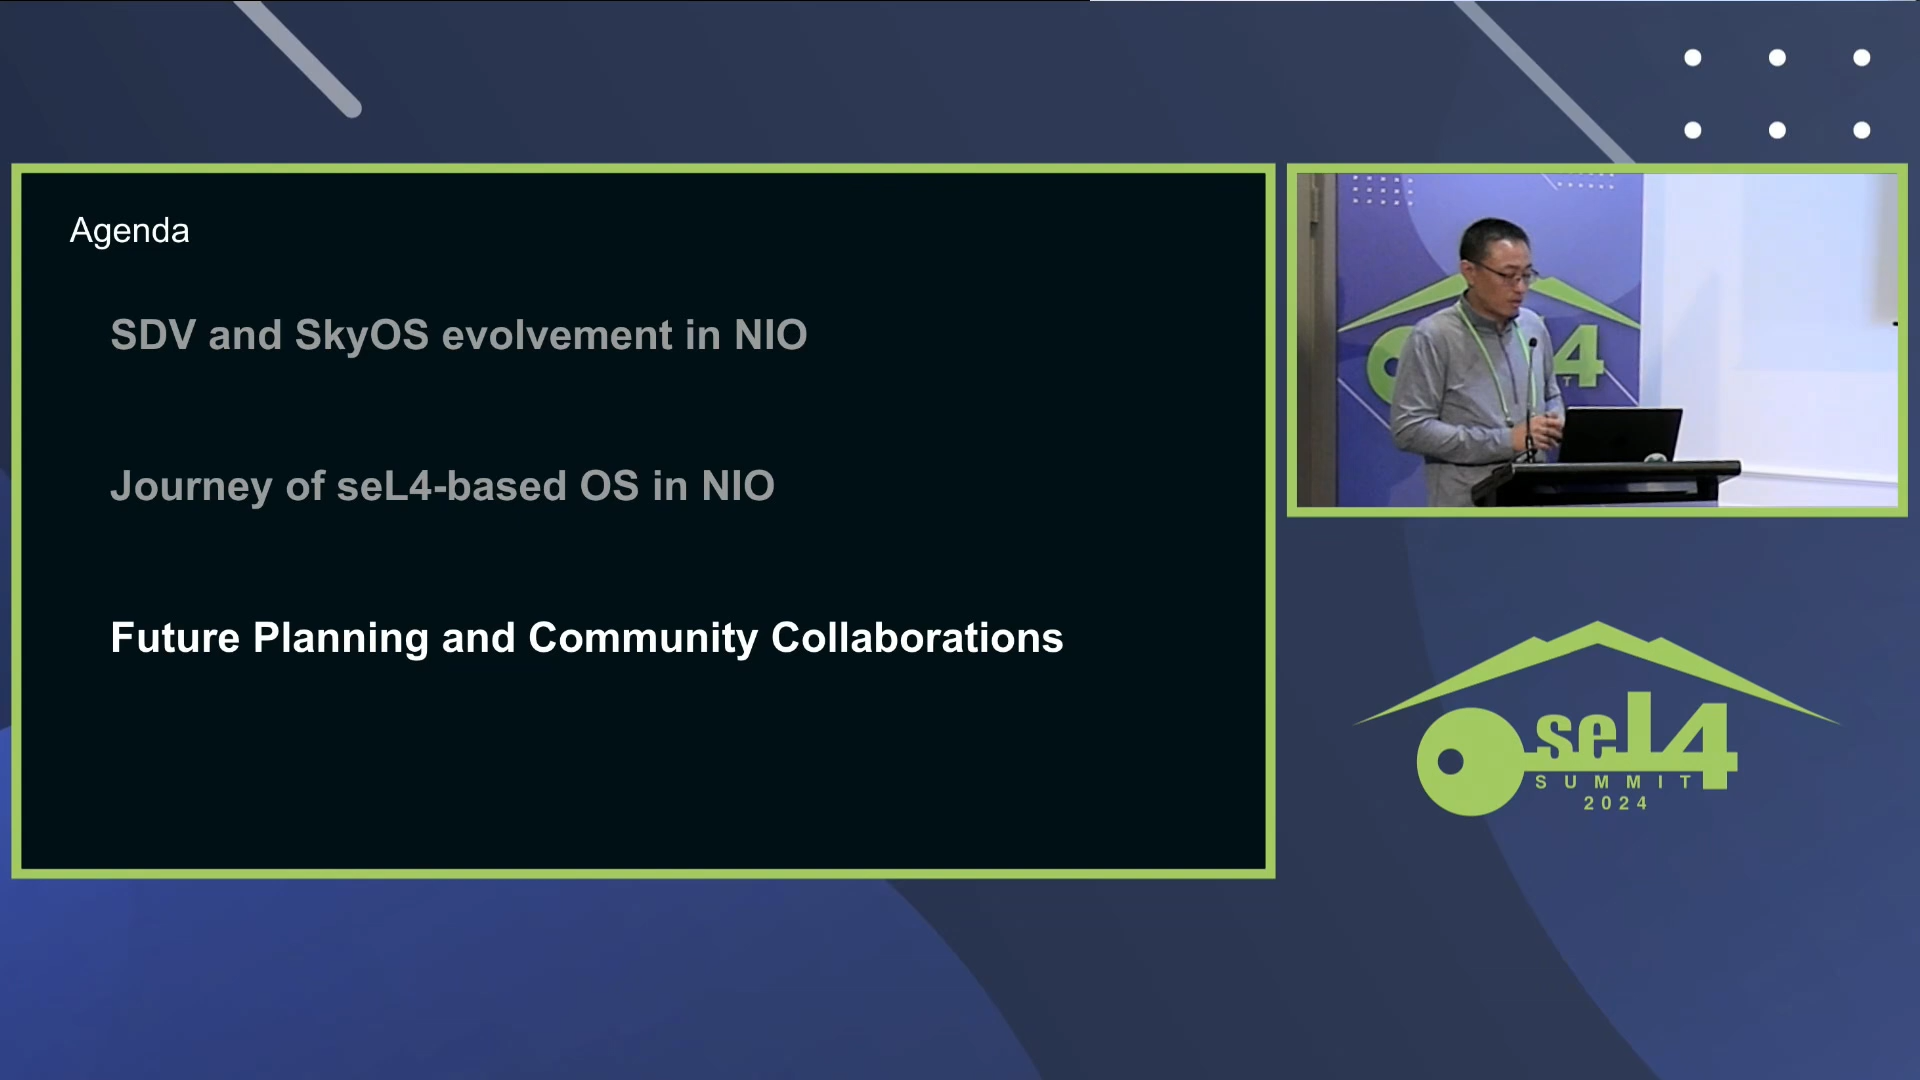 Agenda
SDV and SkyOS evolvement in NIO
Journey of seL4-based OS in NIO
Future Planning and Community Collaborations
4
T
seL4
SUMMIT
2024